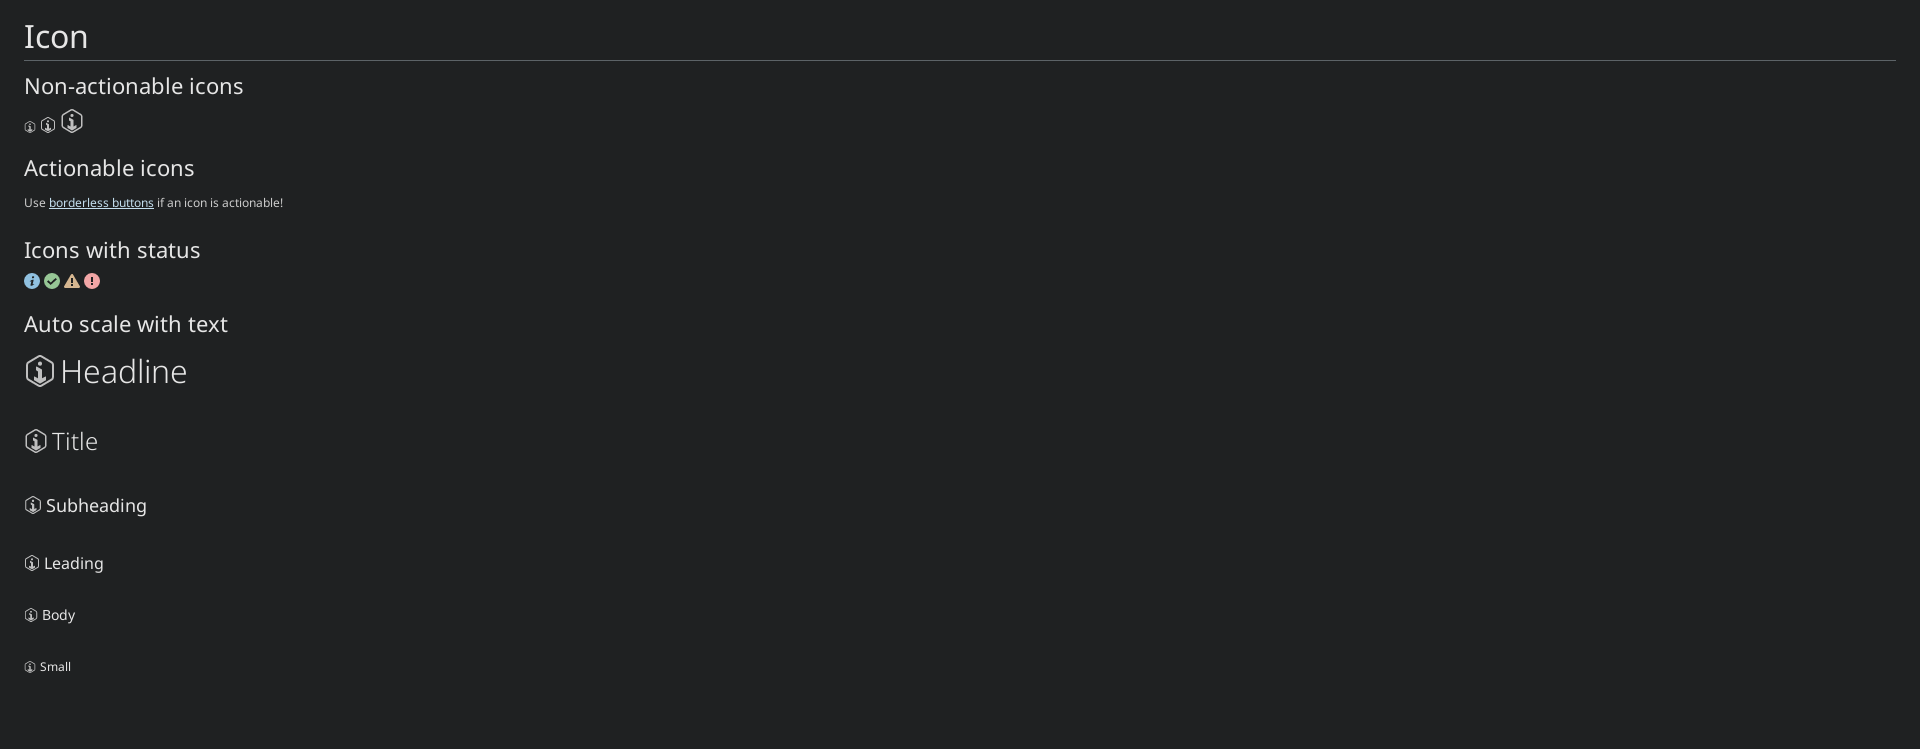 Icon
Non-actionable icons
Actionable icons
Use borderless buttons if an icon is actionable!
Icons with status
Auto scale with text
Headline
Title
Subheading
Leading
Body
Small